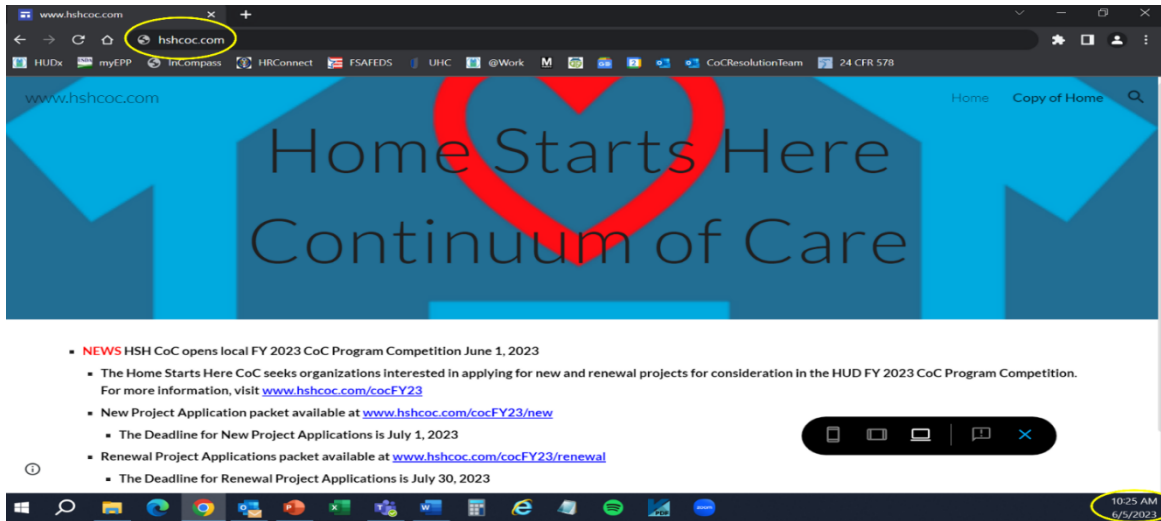 www.hshcoc.com
hshcoc.com
HUDx myEPP InCompass HRConnect FSAFEDS UHC @Work M CoCResolutionTeam 24 CFR 578
www.hshcoc.com Home Copy of Home
Home Starts Here
Continuum of Care
NEWS HSH CoC opens local FY 2023 CoC Program Competition June 1, 2023
The Home Starts Here CoC seeks organizations interested in applying for new and renewal projects for consideration in the HUD FY 2023 CoC Program Competition.
For more information, visit www.hshcoc.com/cocFY23
New Project Application packet available at www.hshcoc.com/cocFY23/new
The Deadline for New Project Applications is July 1, 2023
Renewal Project Applications packet available at www.hshcoc.com/cocFY23/renewal
The Deadline for Renewal Project Applications is July 30, 2023
10:25 AM
6/5/2023